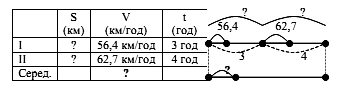 S (км) V (км/год) t (год)
I ? 56,4 км/год 3 год
II ? 62,7 км/год 4 год
Серед. ?
?
? ?
56,4 62,7
3 4
?